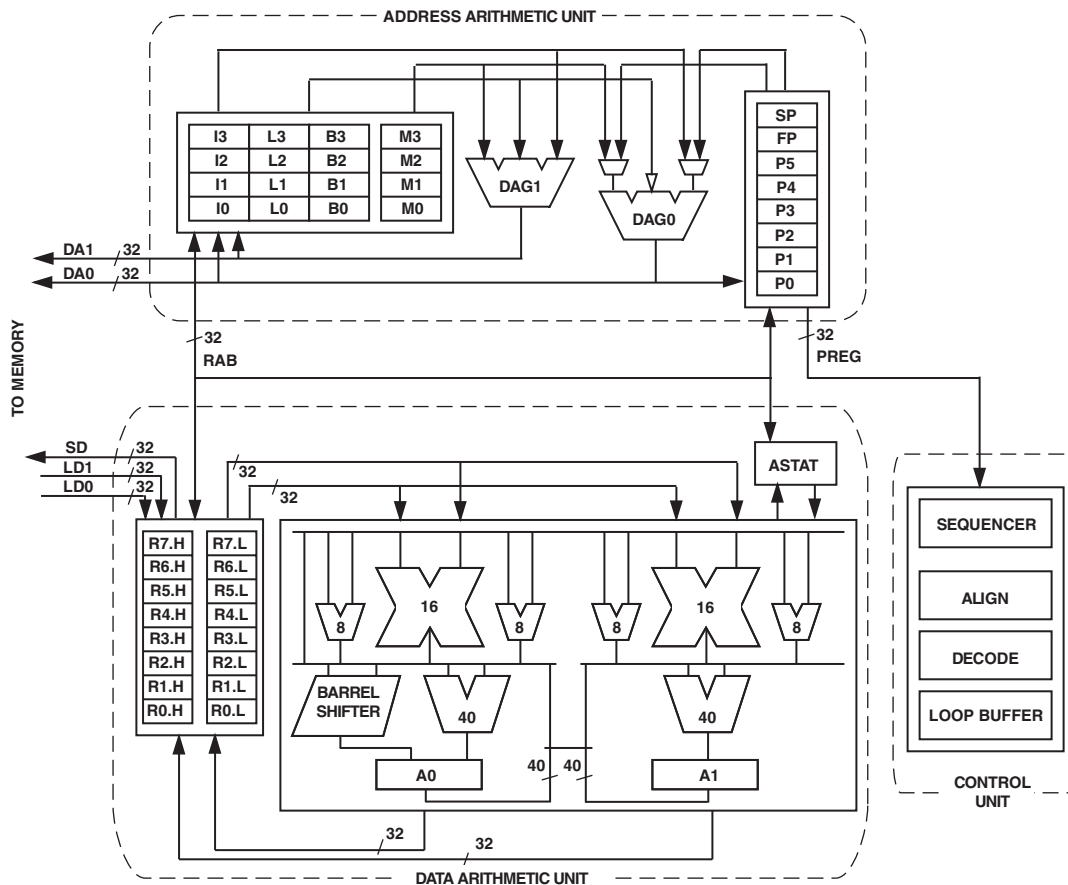 ADDRESS ARITHMETIC UNIT
I3 L3 B3 M3
I2 L2 B2 M2
I1 L1 B1 M1
I0 L0 B0 M0
DAG1
DAG0
SP
FP
P5
P4
P3
P2
P1
P0
DA1 32
DA0 32
32
RAB
32
PREG
TO MEMORY
SD 32
LD1 32
LD0 32
32
32
ASTAT
R7.H R7.L
R6.H R6.L
R5.H R5.L
R4.H R4.L
R3.H R3.L
R2.H R2.L
R1.H R1.L
R0.H R0.L
16
8
8
8
16
8
BARREL
SHIFTER
40
40
A0
40
40
A1
32
32
DATA ARITHMETIC UNIT
SEQUENCER
ALIGN
DECODE
LOOP BUFFER
CONTROL
UNIT